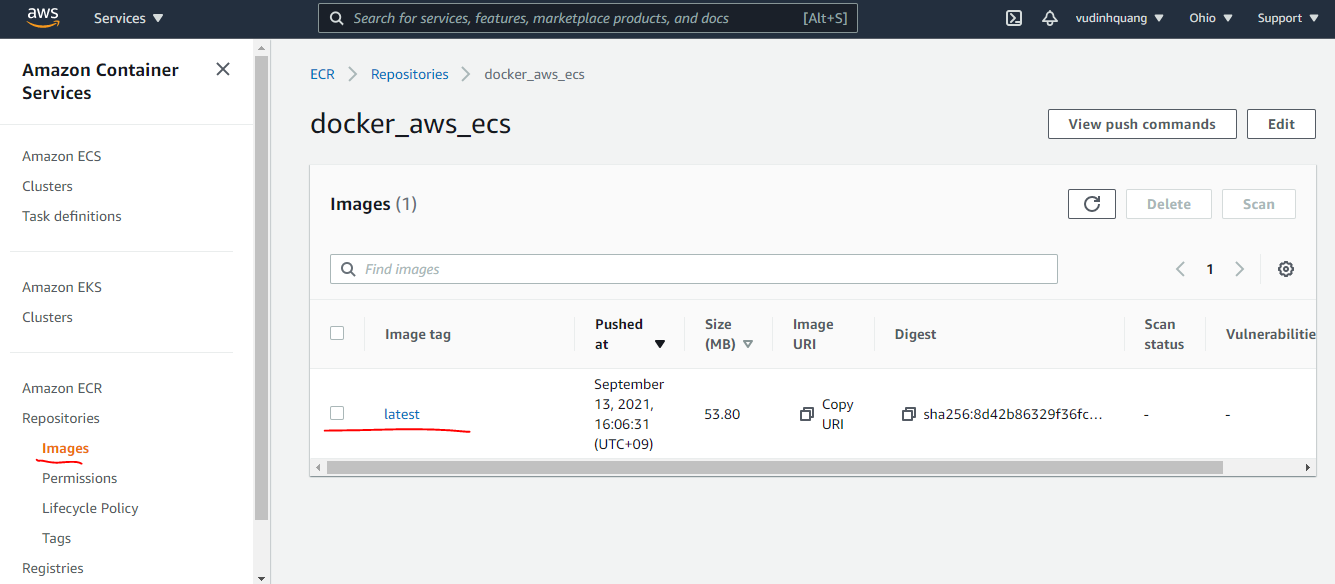 aws
Services
Search for services, features, marketplace products, and docs
[Alt+S]
vudinhquang
Ohio
Support
Amazon Container
Services
Amazon ECS
Clusters
Task definitions
Amazon EKS
Clusters
Amazon ECR
Repositories
Images
Permissions
Lifecycle Policy
Tags
Registries
ECR
Repositories
docker_aws_ecs
docker_aws_ecs
View push commands
Edit
Images (1)
Delete
Scan
Find images
1
Image tag
Pushed
at
Size
(MB)
Image
URI
Digest
Scan
status
Vulnerabilitie
latest
September
13, 2021,
16:06:31
(UTC+09)
53.80
Copy
URI
sha256:8d42b86329f36fc...
-
-